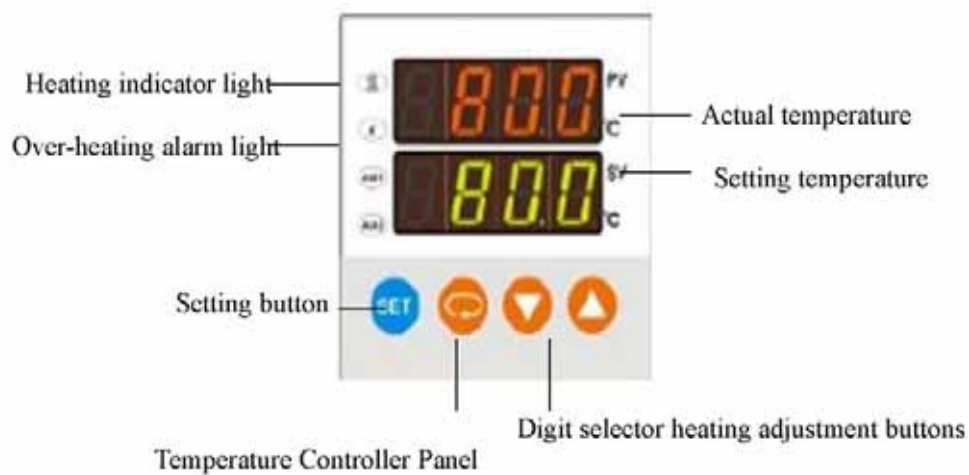 Heating indicator light
80.0 PV
°C
Actual temperature
Over-heating alarm light
80.0 SV
°C
Setting temperature
Setting button
SET
Digit selector heating adjustment buttons
Temperature Controller Panel